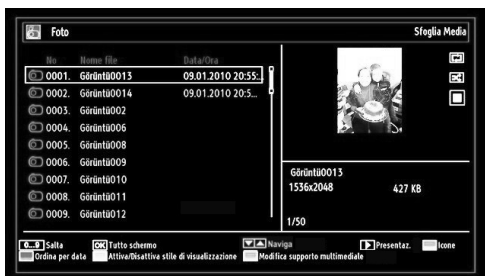 Foto Sfoglia Media
No Nome file Data/Ora
0001. Görüntü0013 09.01.2010 20:55:..
0002. Görüntü0014 09.01.2010 20:5...
0003. Görüntü002
0004. Görüntü006
0005. Görüntü008
0006. Görüntü009
0007. Görüntü010
0008. Görüntü011
0009. Görüntü012
Görüntü0013
1536x2048 427 KB
1/50
0...9 Salta OK Tutto schermo Naviga Presentaz. Icone
Ordina per data Attiva/Disattiva stile di visualizzazione Modifica supporto multimediale